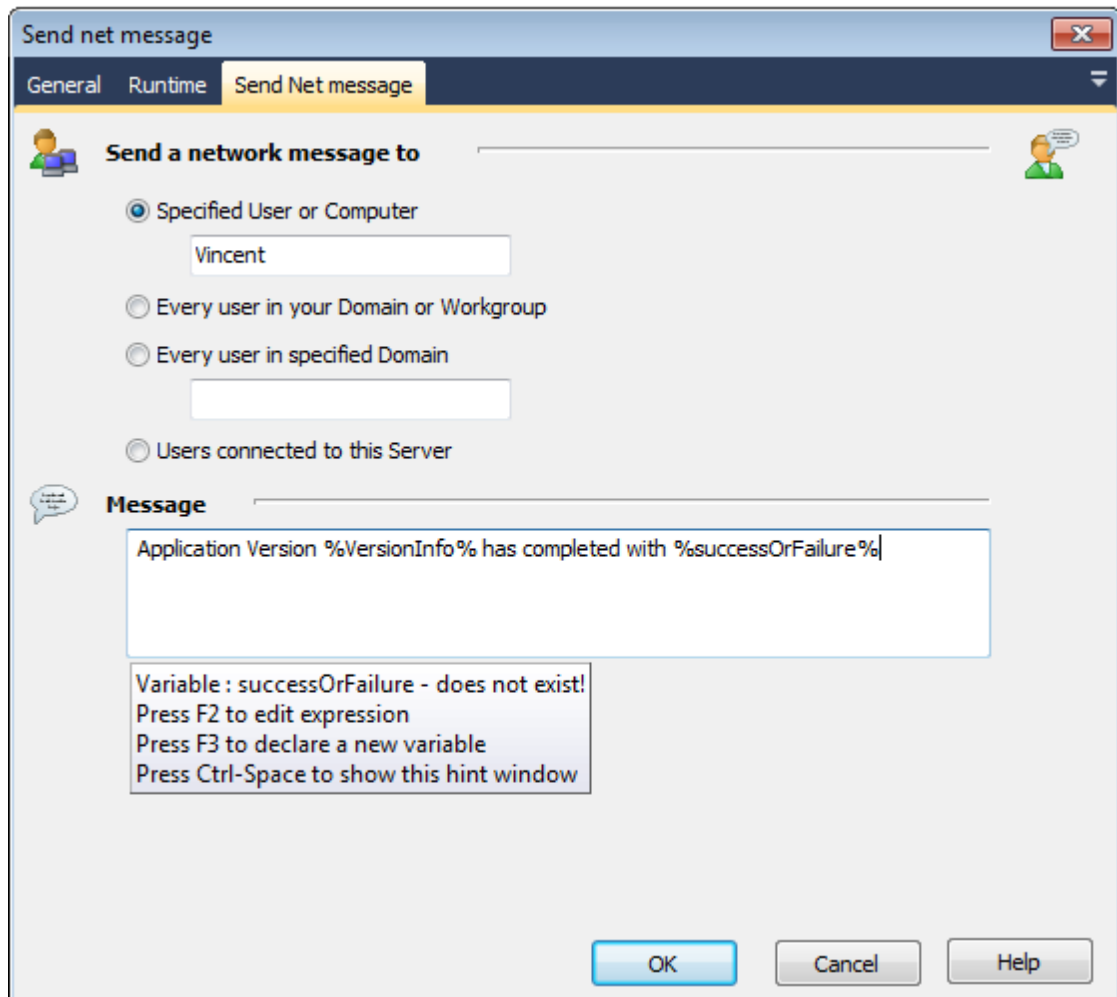 Send net message
General Runtime Send Net message
Send a network message to
Specified User or Computer
Vincent
Every user in your Domain or Workgroup
Every user in specified Domain
Users connected to this Server
Message
Application Version %VersionInfo% has completed with %successOrFailure%
Variable : successOrFailure - does not exist!
Press F2 to edit expression
Press F3 to declare a new variable
Press Ctrl-Space to show this hint window
OK Cancel Help